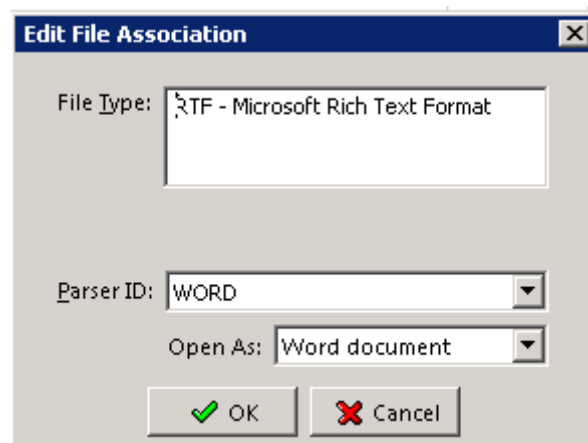 Edit File Association
File Type: RTF - Microsoft Rich Text Format
Parser ID: WORD
Open As: Word document
OK Cancel